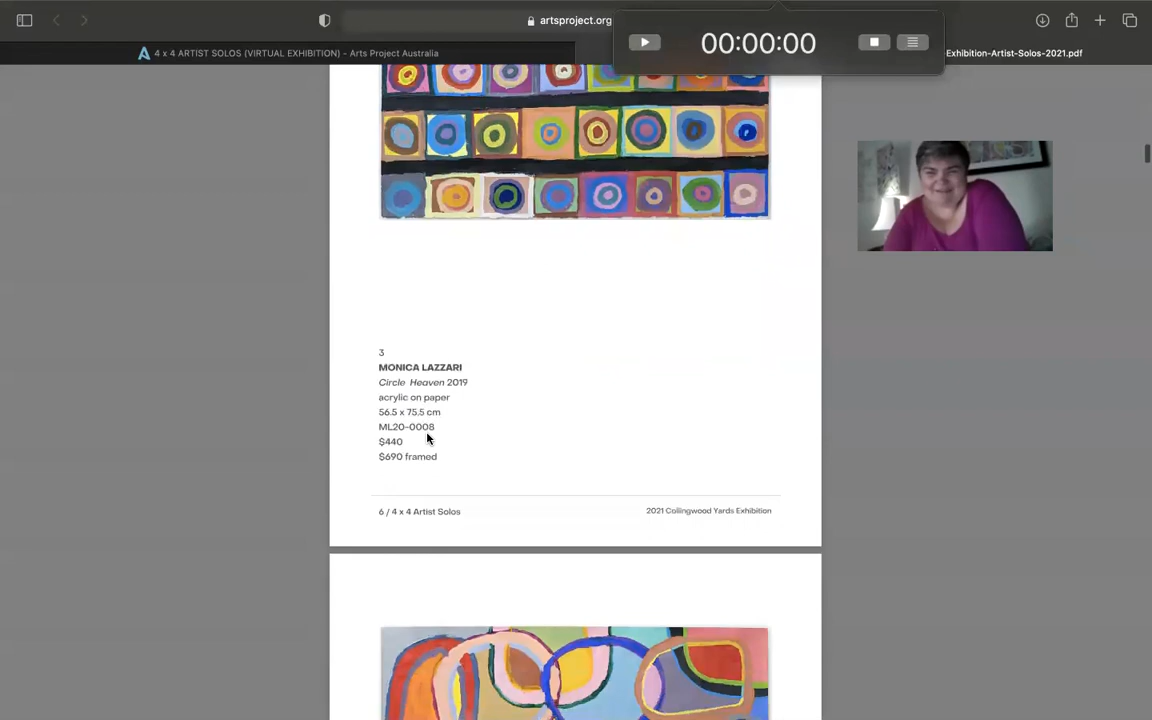 artsproject.org
00:00:00
4 x 4 ARTIST SOLOS (VIRTUAL EXHIBITION) - Arts Project Australia
Exhibition-Artist-Solos-2021.pdf
3
MONICA LAZZARI
Circle Heaven 2019
acrylic on paper
56.5 x 75.5 cm
ML20-0008
$440
$690 framed
6 / 4 x 4 Artist Solos
2021 Collingwood Yards Exhibition